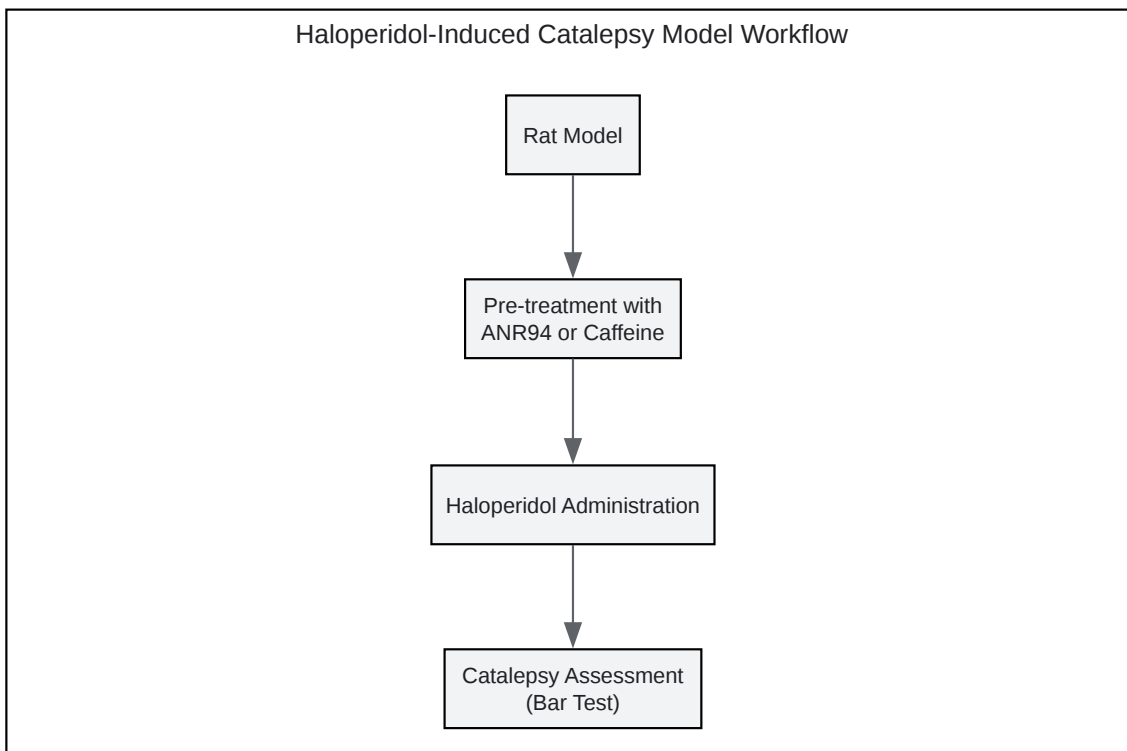 Haloperidol-Induced Catalepsy Model Workflow
Rat Model
Pre-treatment with
ANR94 or Caffeine
Haloperidol Administration
Catalepsy Assessment
(Bar Test)